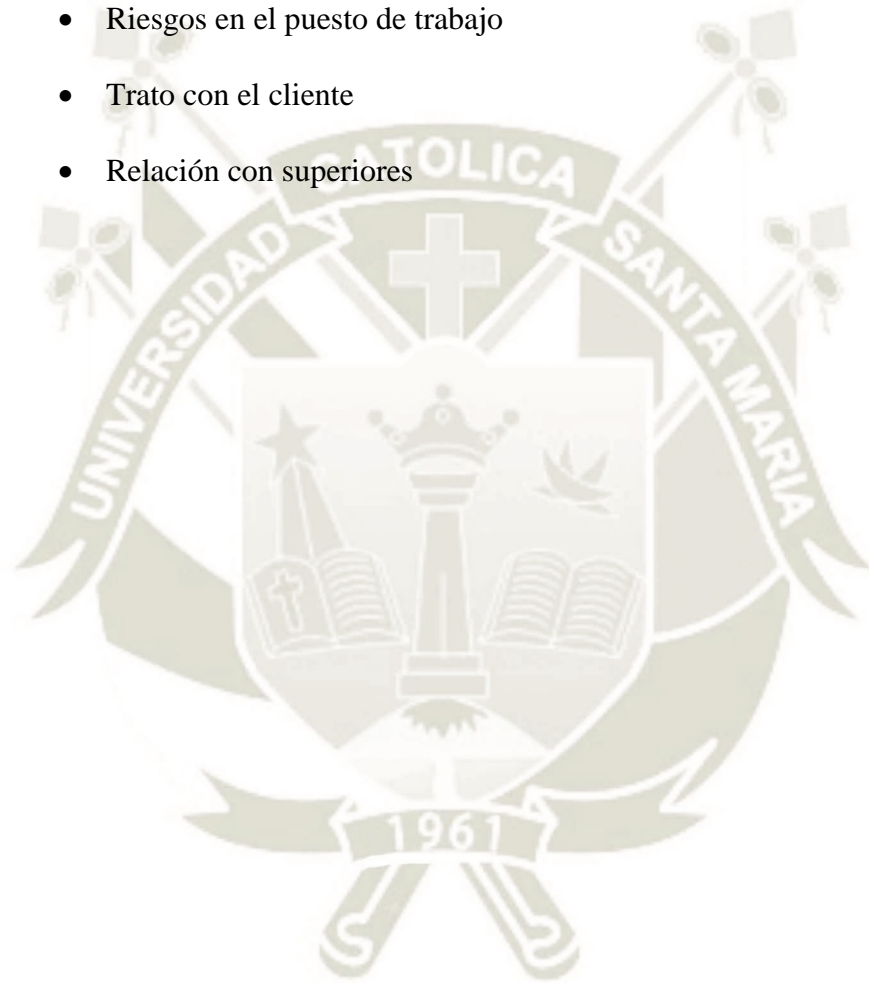 • Riesgos en el puesto de trabajo
• Trato con el cliente
• Relación con superiores
UNIVERSIDAD CATOLICA SANTA MARIA
1961